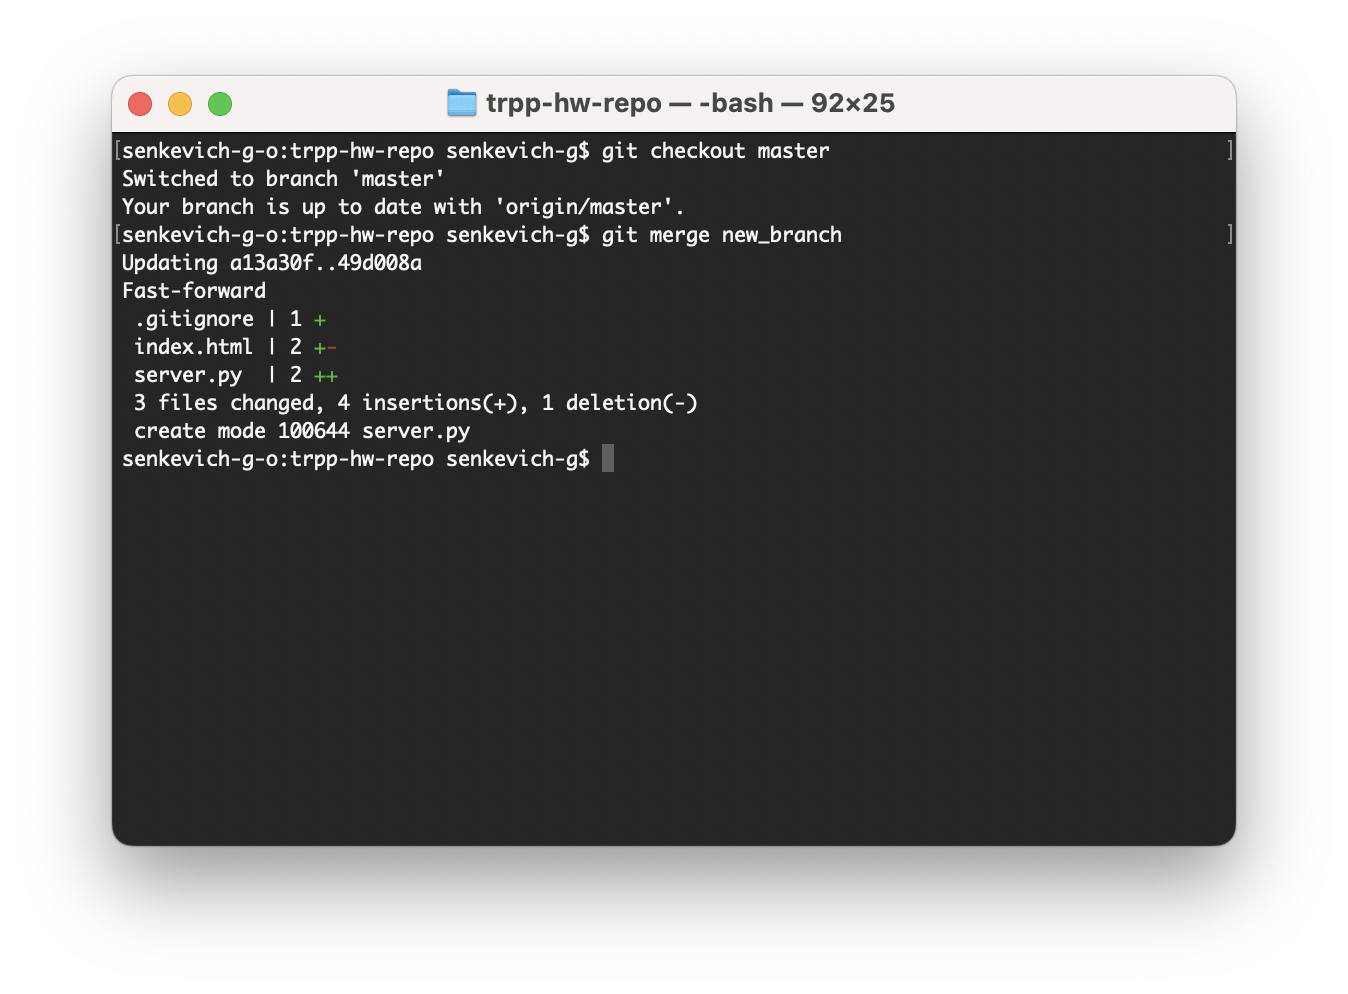 trpp-hw-repo — -bash — 92×25
[senkevich-g-o:trpp-hw-repo senkevich-g$ git checkout master ]
Switched to branch 'master'
Your branch is up to date with 'origin/master'.
[senkevich-g-o:trpp-hw-repo senkevich-g$ git merge new_branch ]
Updating a13a30f..49d008a
Fast-forward
 .gitignore | 1 +
 index.html | 2 +-
 server.py  | 2 ++
 3 files changed, 4 insertions(+), 1 deletion(-)
 create mode 100644 server.py
senkevich-g-o:trpp-hw-repo senkevich-g$